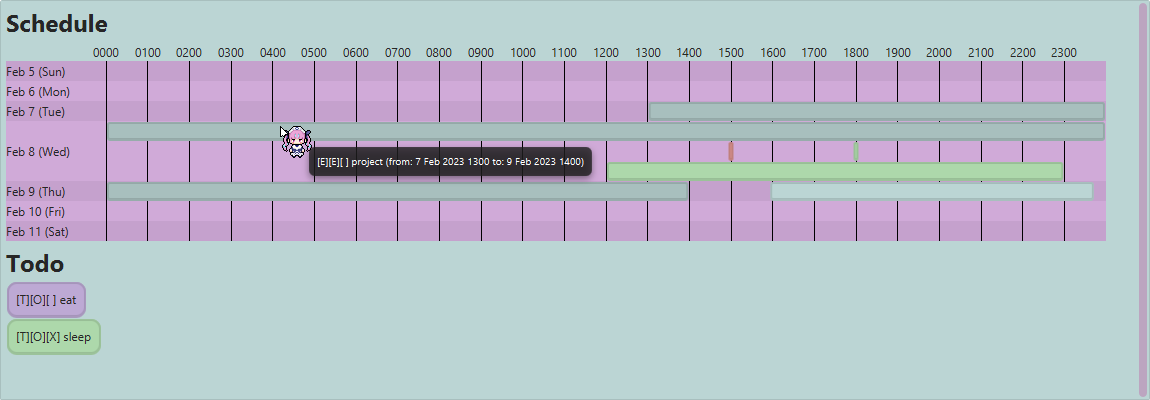 Schedule
0000 0100 0200 0300 0400 0500 0600 0700 0800 0900 1000 1100 1200 1300 1400 1500 1600 1700 1800 1900 2000 2100 2200 2300
Feb 5 (Sun)
Feb 6 (Mon)
Feb 7 (Tue)
Feb 8 (Wed)
[E][E][ ] project (from: 7 Feb 2023 1300 to: 9 Feb 2023 1400)
Feb 9 (Thu)
Feb 10 (Fri)
Feb 11 (Sat)
Todo
[T][O][ ] eat
[T][O][X] sleep